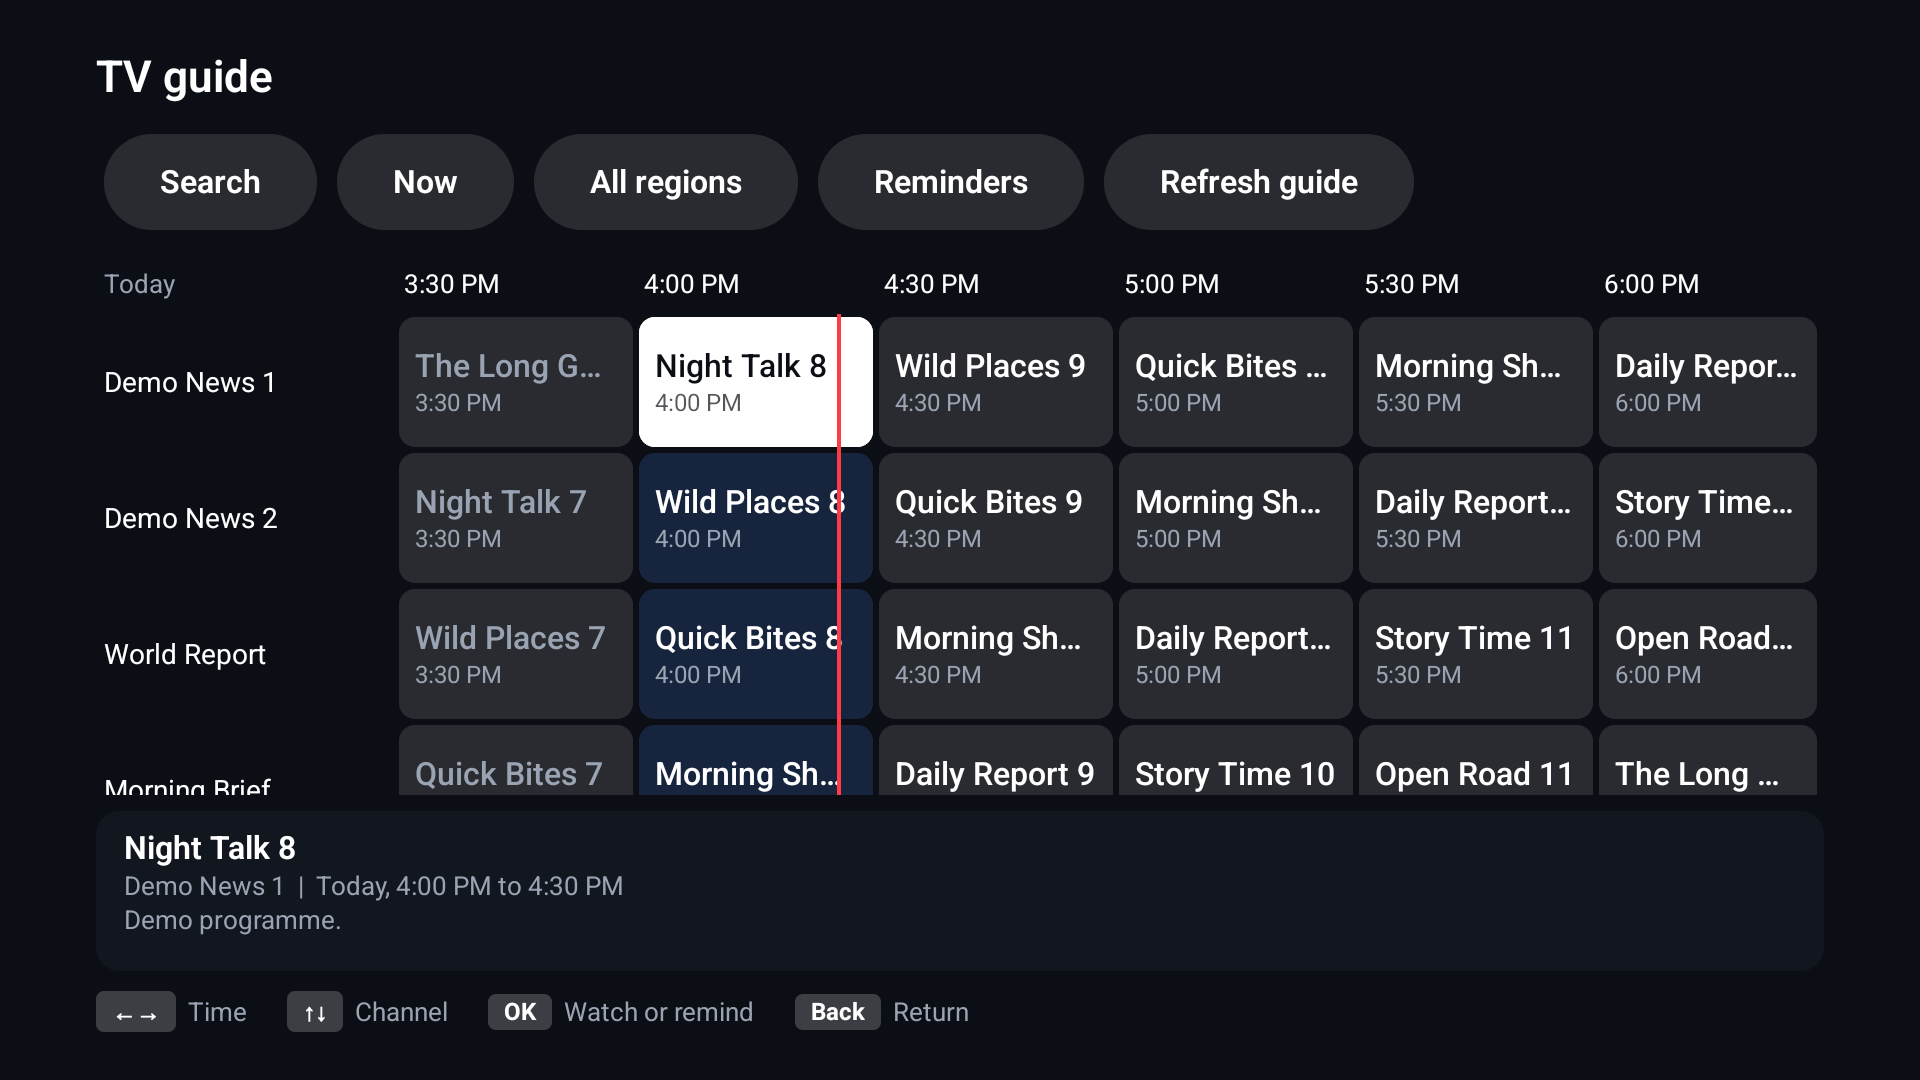 TV guide
Search Now All regions Reminders Refresh guide
Today 3:30 PM 4:00 PM 4:30 PM 5:00 PM 5:30 PM 6:00 PM
Demo News 1 The Long G... Night Talk 8 Wild Places 9 Quick Bites ... Morning Sh... Daily Repor...
3:30 PM 4:00 PM 4:30 PM 5:00 PM 5:30 PM 6:00 PM
Demo News 2 Night Talk 7 Wild Places 8 Quick Bites 9 Morning Sh... Daily Report... Story Time...
3:30 PM 4:00 PM 4:30 PM 5:00 PM 5:30 PM 6:00 PM
World Report Wild Places 7 Quick Bites 8 Morning Sh... Daily Report... Story Time 11 Open Road...
3:30 PM 4:00 PM 4:30 PM 5:00 PM 5:30 PM 6:00 PM
Morning Brief Quick Bites 7 Morning Sh... Daily Report 9 Story Time 10 Open Road 11 The Long ...
Night Talk 8
Demo News 1 | Today, 4:00 PM to 4:30 PM
Demo programme.
←→ Time ↑↓ Channel OK Watch or remind Back Return